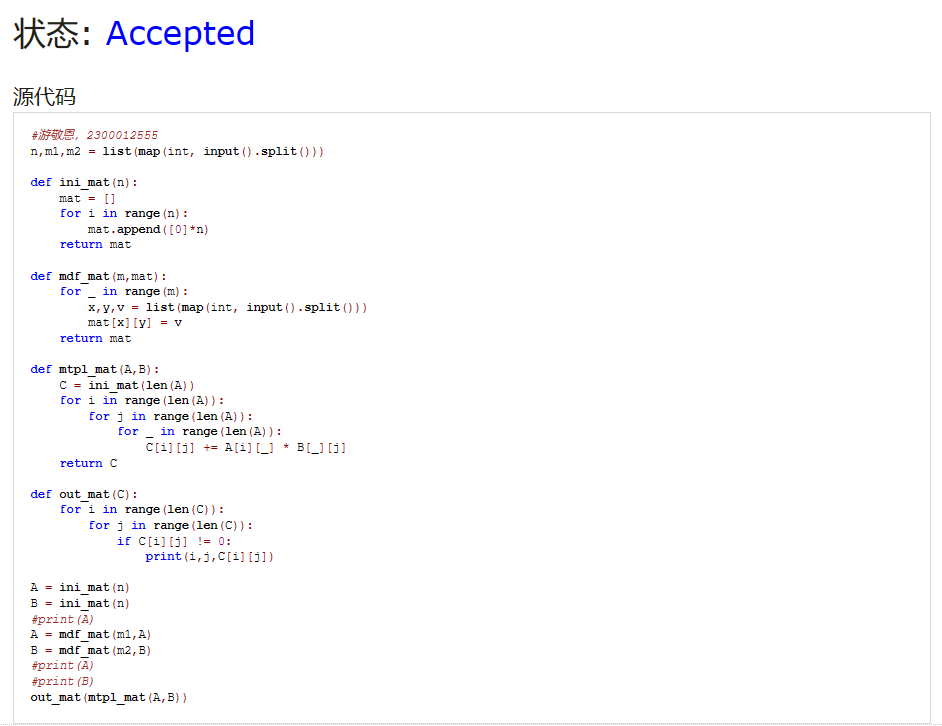 状态: Accepted
源代码
#游敬恩, 2300012555
n,m1,m2 = list(map(int, input().split()))
def ini_mat(n):
    mat = []
    for i in range(n):
        mat.append([0]*n)
    return mat
def mdf_mat(m,mat):
    for _ in range(m):
        x,y,v = list(map(int, input().split()))
        mat[x][y] = v
    return mat
def mtpl_mat(A,B):
    C = ini_mat(len(A))
    for i in range(len(A)):
        for j in range(len(A)):
            for _ in range(len(A)):
                C[i][j] += A[i][_] * B[_][j]
    return C
def out_mat(C):
    for i in range(len(C)):
        for j in range(len(C)):
            if C[i][j] != 0:
                print(i,j,C[i][j])
A = ini_mat(n)
B = ini_mat(n)
#print(A)
A = mdf_mat(m1,A)
B = mdf_mat(m2,B)
#print(A)
#print(B)
out_mat(mtpl_mat(A,B))